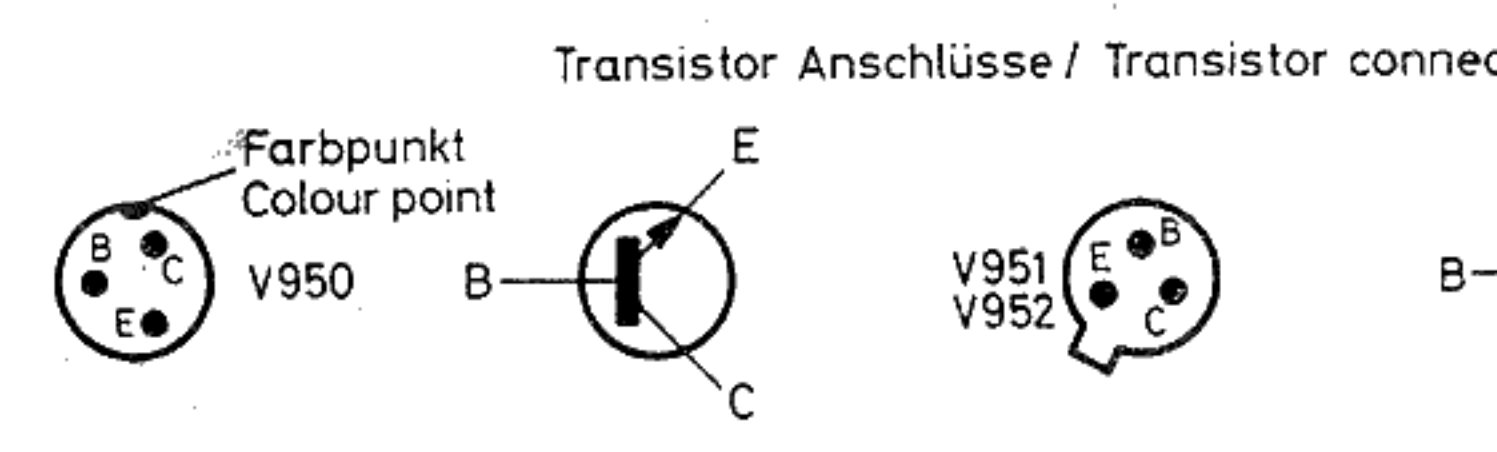 Transistor Anschlüsse / Transistor connec
Farbpunkt
Colour point
E
B
C
E
V950
B
C
V951
V952
E
B
C
B